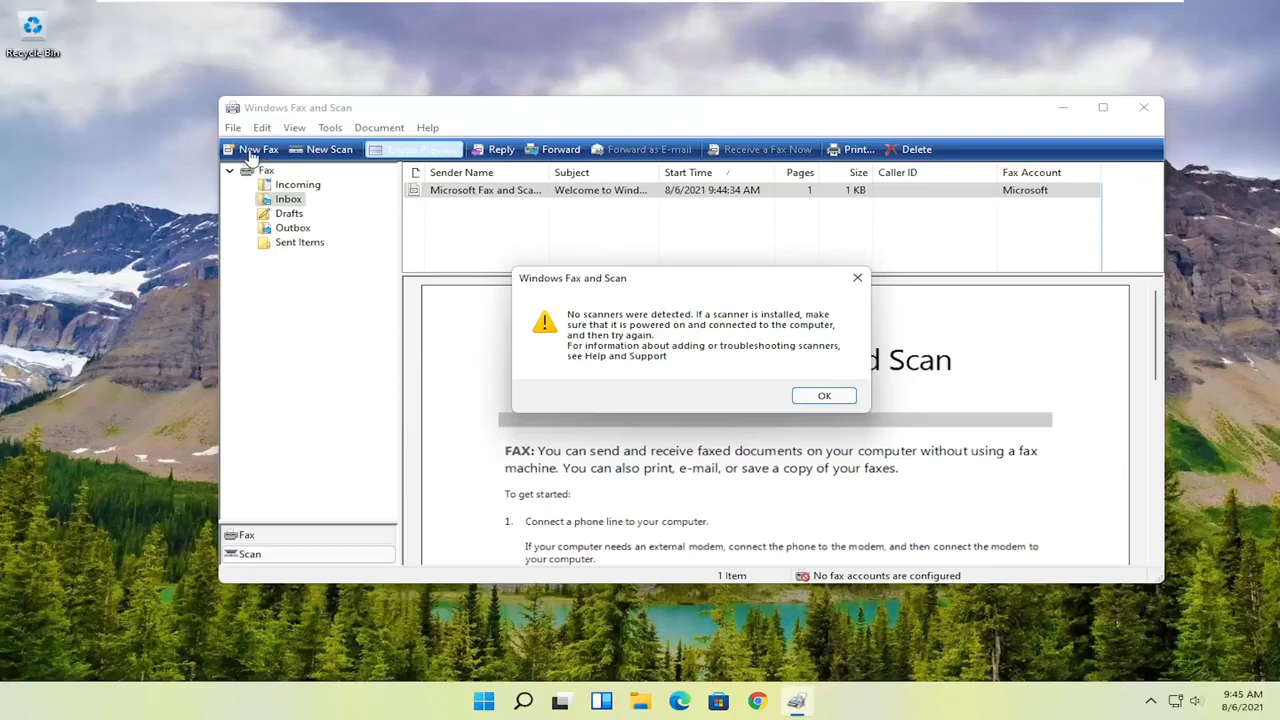 Recycle Bin
Windows Fax and Scan
File Edit View Tools Document Help
New Fax New Scan Toggle Preview Reply Forward Forward as E-mail Receive a Fax Now Print... Delete
Fax
Incoming
Inbox
Drafts
Outbox
Sent Items
Fax
Scan
Sender Name Subject Start Time Pages Size Caller ID Fax Account
Microsoft Fax and Sca... Welcome to Wind... 8/6/2021 9:44:34 AM 1 1 KB Microsoft
Windows Fax and Scan
No scanners were detected. If a scanner is installed, make
sure that it is powered on and connected to the computer,
and then try again.
For information about adding or troubleshooting scanners,
see Help and Support
OK
d Scan
FAX: You can send and receive faxed documents on your computer without using a fax
machine. You can also print, e-mail, or save a copy of your faxes.
To get started:
1. Connect a phone line to your computer.
If your computer needs an external modem, connect the phone to the modem, and then connect the modem to
your computer.
1 Item No fax accounts are configured
9:45 AM
8/6/2021